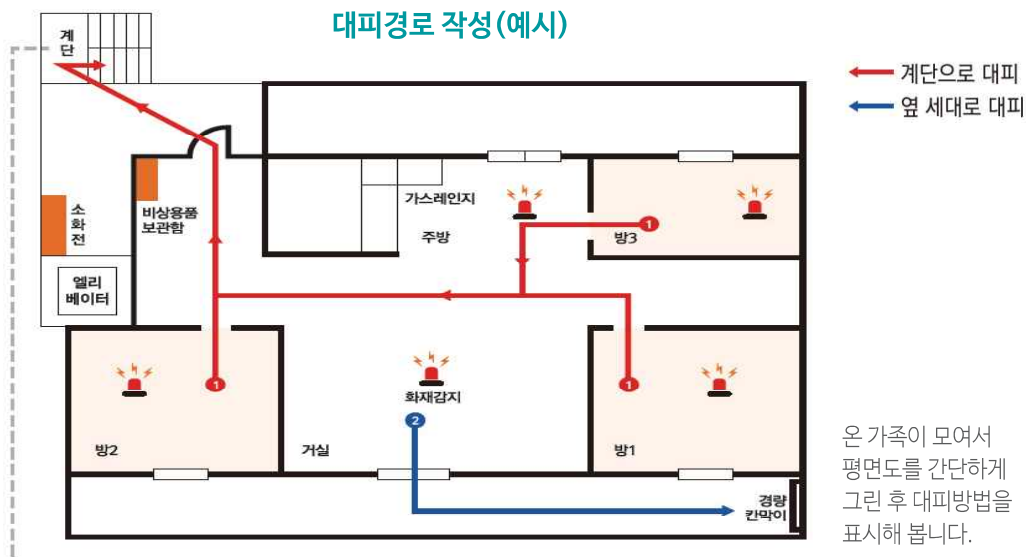 대피경로 작성(예시)
계
단
계단으로 대피
옆 세대로 대피
소
화
전
비상용품
보관함
가스레인지
주방
방3
1
엘리
베이터
1
1
화재감지
2
방2
거실
방1
경량
칸막이
온 가족이 모여서
평면도를 간단하게
그린 후 대피방법을
표시해 봅니다.